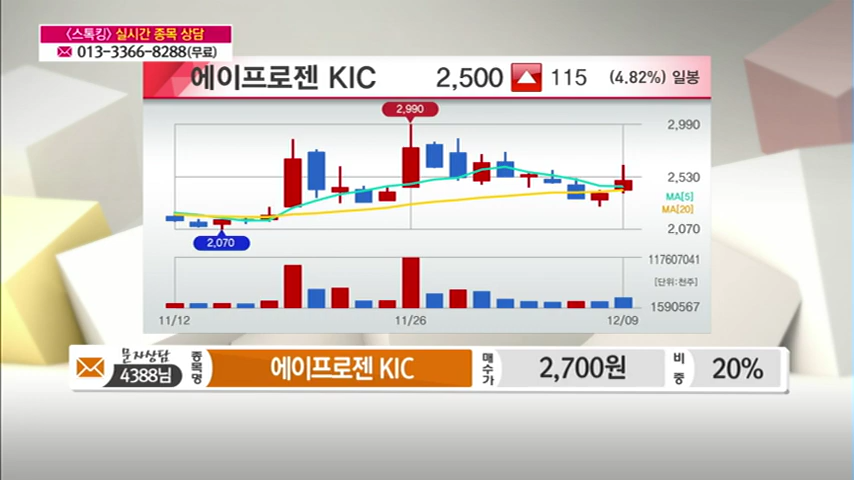 〈스톡킹〉 실시간 종목 상담
013-3366-8288(무료)
에이프로젠 KIC 2,500 115 (4.82%) 일봉
2,990
2,990
2,530
MA[5]
MA[20]
2,070
2,070
117607041
[단위:천주]
1590567
11/12 11/26 12/09
문자상담
4388님
종목명
에이프로젠 KIC
매수가
2,700원
비중
20%